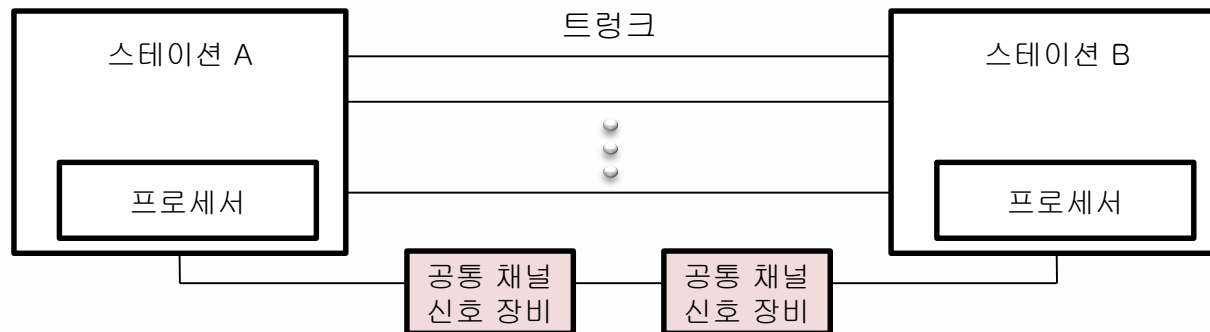 트렁크
스테이션 A
스테이션 B
프로세서
프로세서
공통 채널
신호 장비
공통 채널
신호 장비